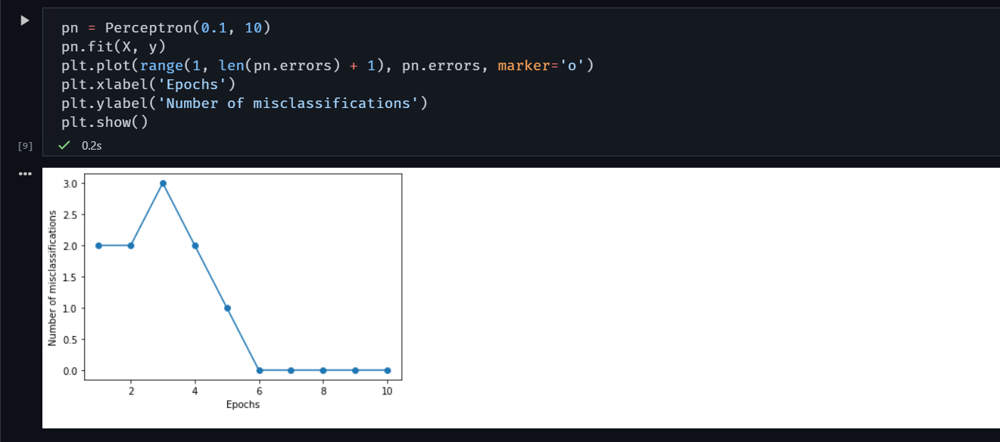 pn = Perceptron(0.1, 10)
pn.fit(X, y)
plt.plot(range(1, len(pn.errors) + 1), pn.errors, marker='o')
plt.xlabel('Epochs')
plt.ylabel('Number of misclassifications')
plt.show()
[9]
0.2s
Number of misclassifications
3.0
2.5
2.0
1.5
1.0
0.5
0.0
2 4 6 8 10
Epochs